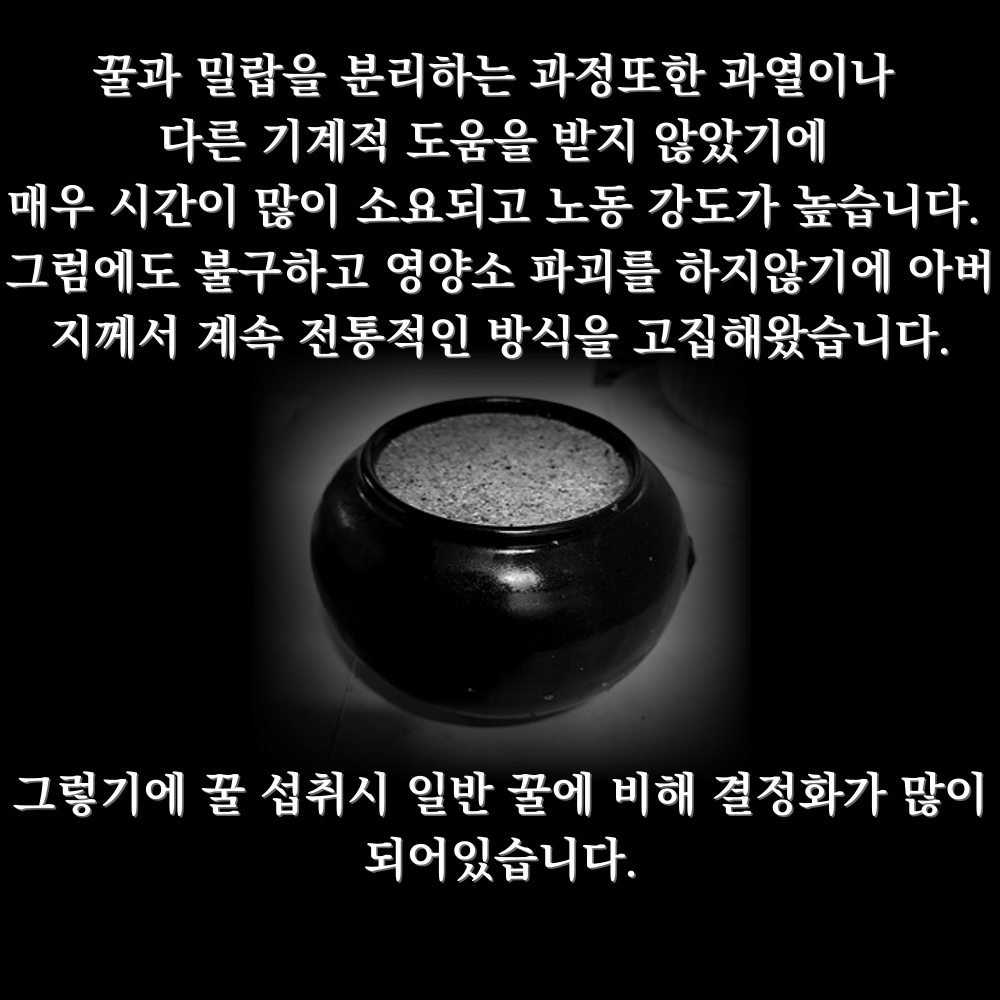 꿀과 밀랍을 분리하는 과정또한 과열이나
다른 기계적 도움을 받지 않았기에
매우 시간이 많이 소요되고 노동 강도가 높습니다.
그럼에도 불구하고 영양소 파괴를 하지않기에 아버
지께서 계속 전통적인 방식을 고집해왔습니다.
그렇기에 꿀 섭취시 일반 꿀에 비해 결정화가 많이
되어있습니다.